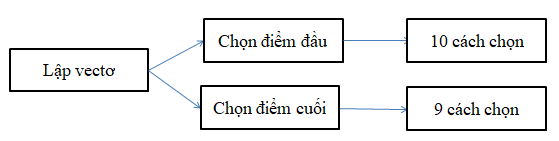 Lập vectơ
Chọn điểm đầu
10 cách chọn
Chọn điểm cuối
9 cách chọn